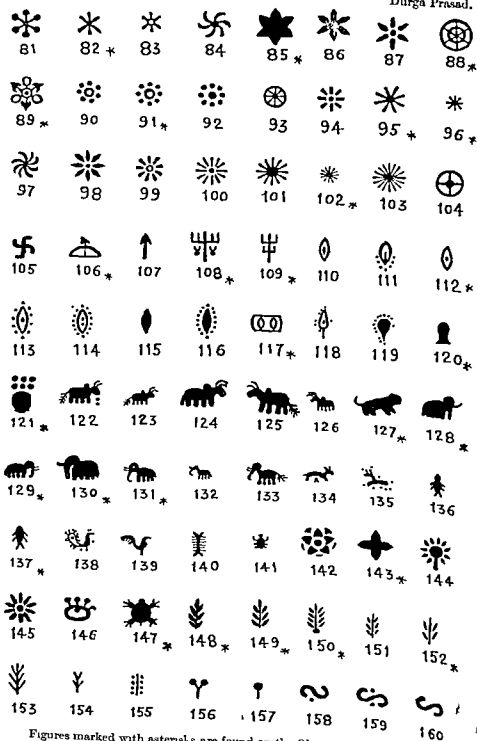 Durga Prasad.
81 82 * 83 84 85 * 86 87 88 *
89 * 90 91 * 92 93 94 95 * 96 *
97 98 99 100 101 102 * 103 104
105 106 * 107 108 * 109 * 110 111 112 *
113 114 115 116 117 * 118 119 120 *
121 * 122 123 124 125 126 127 * 128 *
129 * 130 * 131 * 132 133 134 135 136
137 * 138 139 140 141 142 143 * 144
145 146 147 * 148 * 149 * 150 * 151 152 *
153 154 155 156 157 158 159 160
Figures marked with asterisks are found on the